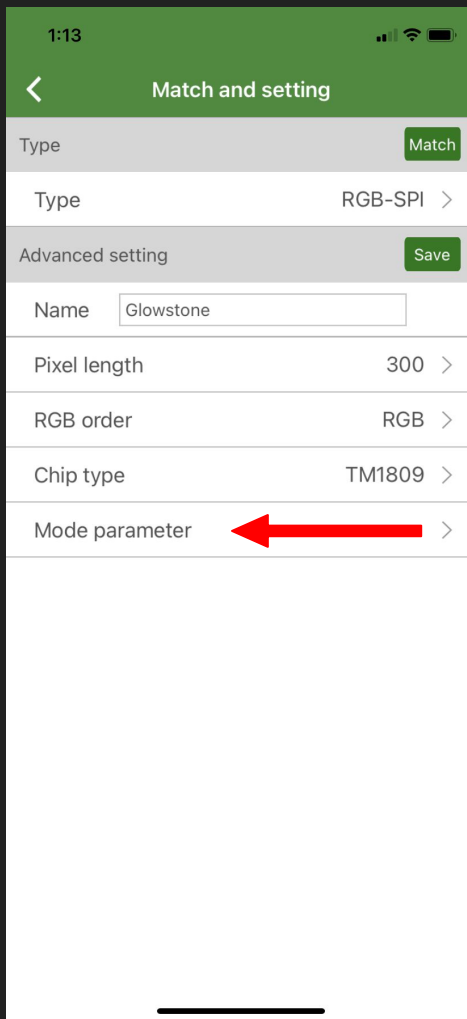 1:13
Match and setting
Type Match
Type RGB-SPI
Advanced setting Save
Name Glowstone
Pixel length 300
RGB order RGB
Chip type TM1809
Mode parameter